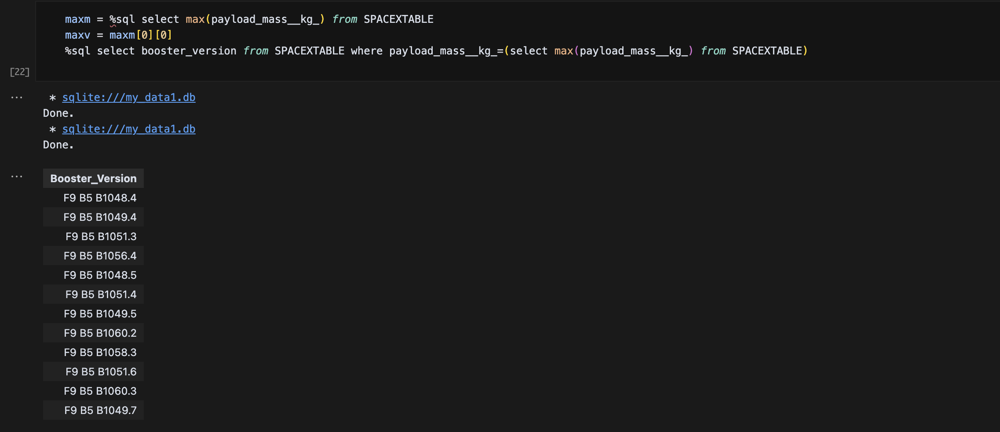 maxm = %sql select max(payload_mass__kg_) from SPACEXTABLE
maxv = maxm[0][0]
%sql select booster_version from SPACEXTABLE where payload_mass__kg_=(select max(payload_mass__kg_) from SPACEXTABLE)
[22]
... * sqlite:///my_data1.db
Done.
* sqlite:///my_data1.db
Done.
... Booster_Version
F9 B5 B1048.4
F9 B5 B1049.4
F9 B5 B1051.3
F9 B5 B1056.4
F9 B5 B1048.5
F9 B5 B1051.4
F9 B5 B1049.5
F9 B5 B1060.2
F9 B5 B1058.3
F9 B5 B1051.6
F9 B5 B1060.3
F9 B5 B1049.7